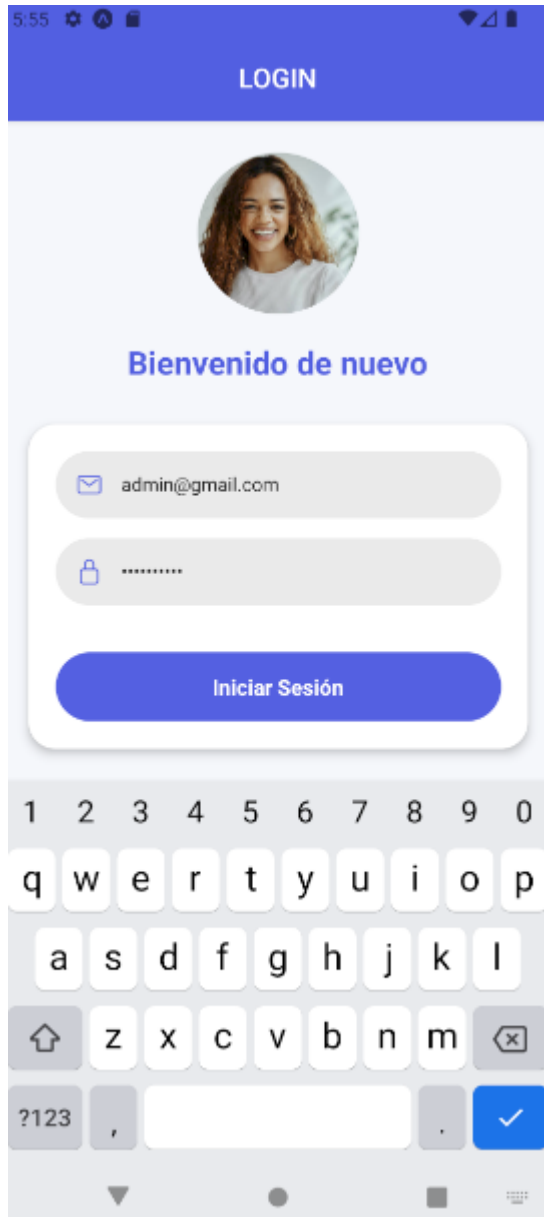 5:55
LOGIN
Bienvenido de nuevo
admin@gmail.com
••••••••••
Iniciar Sesión
1 2 3 4 5 6 7 8 9 0
q w e r t y u i o p
a s d f g h j k l
z x c v b n m
?123 , .